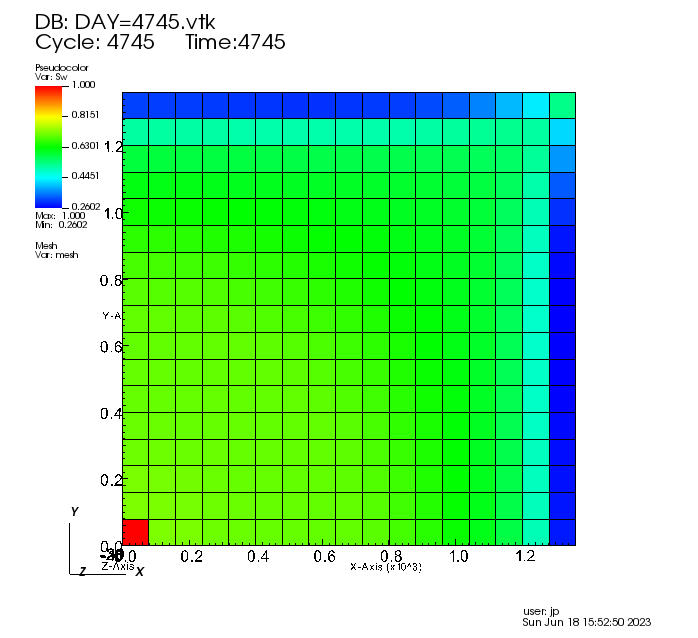 DB: DAY=4745.vtk
Cycle: 4745 Time:4745
Pseudocolor
Var: Sw
1.000
0.8151
0.6301
0.4451
0.2602
Max: 1.000
Min: 0.2602
Mesh
Var: mesh
1.2
1.0
0.8
Y-A
0.6
0.4
0.2
0.0
0.0 0.2 0.4 0.6 0.8 1.0 1.2
Z-Axis X-Axis (x10^3)
Y
Z X
user: jp
Sun Jun 18 15:52:50 2023